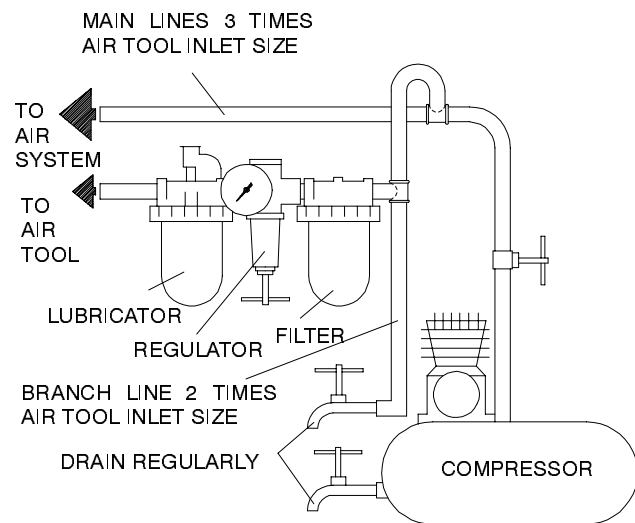 MAIN LINES 3 TIMES
AIR TOOL INLET SIZE
TO
AIR
SYSTEM
TO
AIR
TOOL
LUBRICATOR
REGULATOR
FILTER
BRANCH LINE 2 TIMES
AIR TOOL INLET SIZE
DRAIN REGULARLY
COMPRESSOR